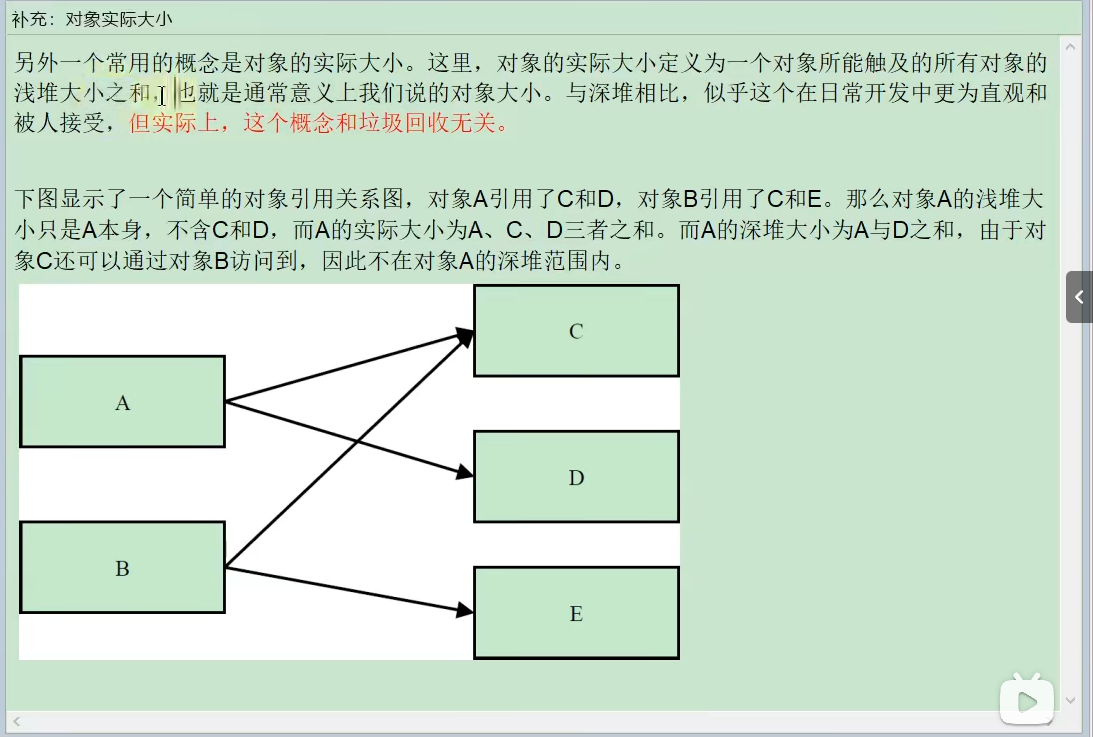 补充：对象实际大小
另外一个常用的概念是对象的实际大小。这里，对象的实际大小定义为一个对象所能触及的所有对象的
浅堆大小之和，也就是通常意义上我们说的对象大小。与深堆相比，似乎这个在日常开发中更为直观和
被人接受，但实际上，这个概念和垃圾回收无关。
下图显示了一个简单的对象引用关系图，对象A引用了C和D，对象B引用了C和E。那么对象A的浅堆大
小只是A本身，不含C和D，而A的实际大小为A、C、D三者之和。而A的深堆大小为A与D之和，由于对
象C还可以通过对象B访问到，因此不在对象A的深堆范围内。
C
A
D
B
E